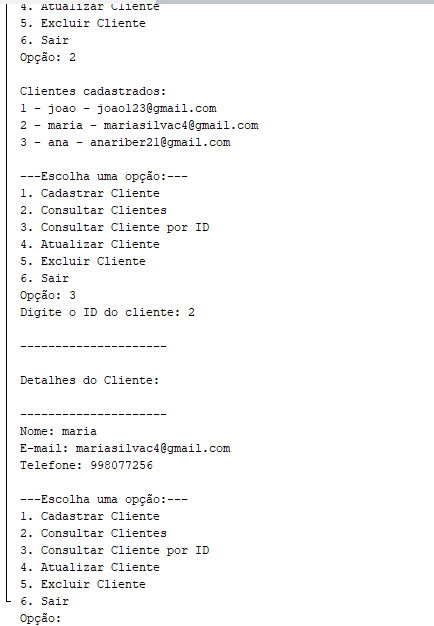 4. Atualizar Cliente
5. Excluir Cliente
6. Sair
Opção: 2
Clientes cadastrados:
1 - joao - joao123@gmail.com
2 - maria - mariasilvac4@gmail.com
3 - ana - anariber21@gmail.com
---Escolha uma opção:---
1. Cadastrar Cliente
2. Consultar Clientes
3. Consultar Cliente por ID
4. Atualizar Cliente
5. Excluir Cliente
6. Sair
Opção: 3
Digite o ID do cliente: 2
---------------------
Detalhes do Cliente:
---------------------
Nome: maria
E-mail: mariasilvac4@gmail.com
Telefone: 998077256
---Escolha uma opção:---
1. Cadastrar Cliente
2. Consultar Clientes
3. Consultar Cliente por ID
4. Atualizar Cliente
5. Excluir Cliente
6. Sair
Opção: